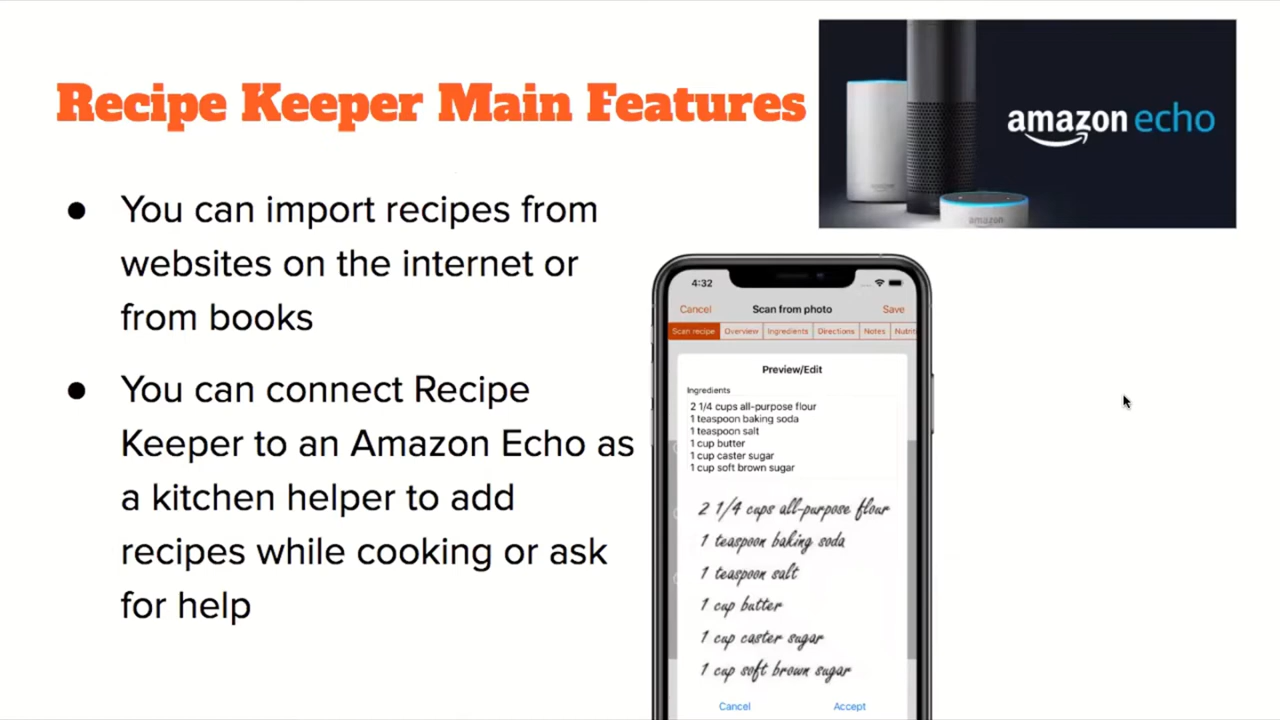 Recipe Keeper Main Features
amazon echo
amazon
● You can import recipes from
websites on the internet or
from books
● You can connect Recipe
Keeper to an Amazon Echo as
a kitchen helper to add
recipes while cooking or ask
for help
4:32
Cancel Scan from photo Save
Scan recipe Overview Ingredients Directions Notes Nutrit
Preview/Edit
Ingredients
2 1/4 cups all-purpose flour
1 teaspoon baking soda
1 teaspoon salt
1 cup butter
1 cup caster sugar
1 cup soft brown sugar
2 1/4 cups all-purpose flour
1 teaspoon baking soda
1 teaspoon salt
1 cup butter
1 cup caster sugar
1 cup soft brown sugar
Cancel Accept